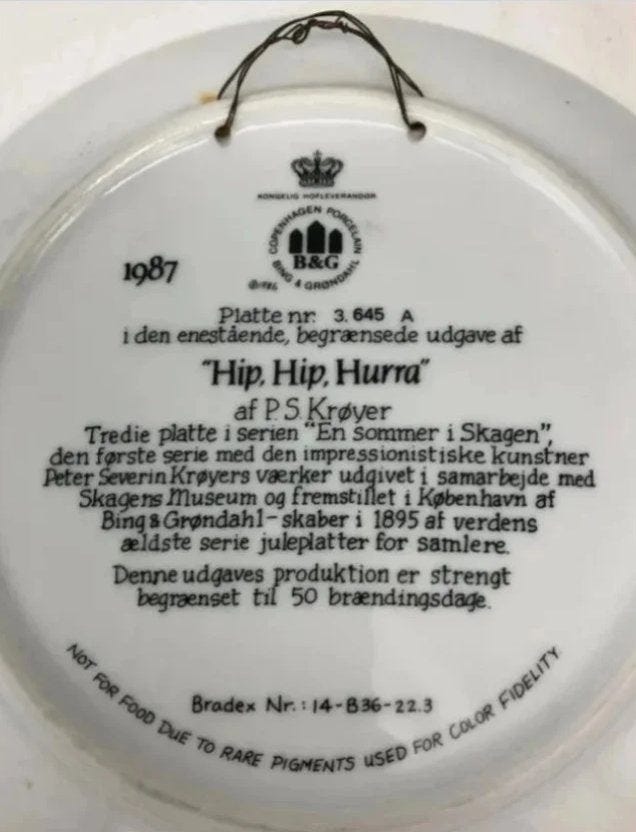 KONGELIG HOFLEVERANDØR
COPENHAGEN PORCELAIN
B&G
BING & GRØNDAHL
1987
Platte nr. 3.645 A
i den enestående, begrænsede udgave af
"Hip, Hip, Hurra"
af P.S. Krøyer
Tredie platte i serien "En sommer i Skagen",
den første serie med den impressionistiske kunstner
Peter Severin Krøyers værker udgivet i samarbejde med
Skagens Museum og fremstillet i København af
Bing & Grøndahl – skaber i 1895 af verdens
ældste serie juleplatter for samlere.
Denne udgaves produktion er strengt
begrænset til 50 brændingsdage.
Bradex Nr.: 14-B36-22.3
NOT FOR FOOD DUE TO RARE PIGMENTS USED FOR COLOR FIDELITY